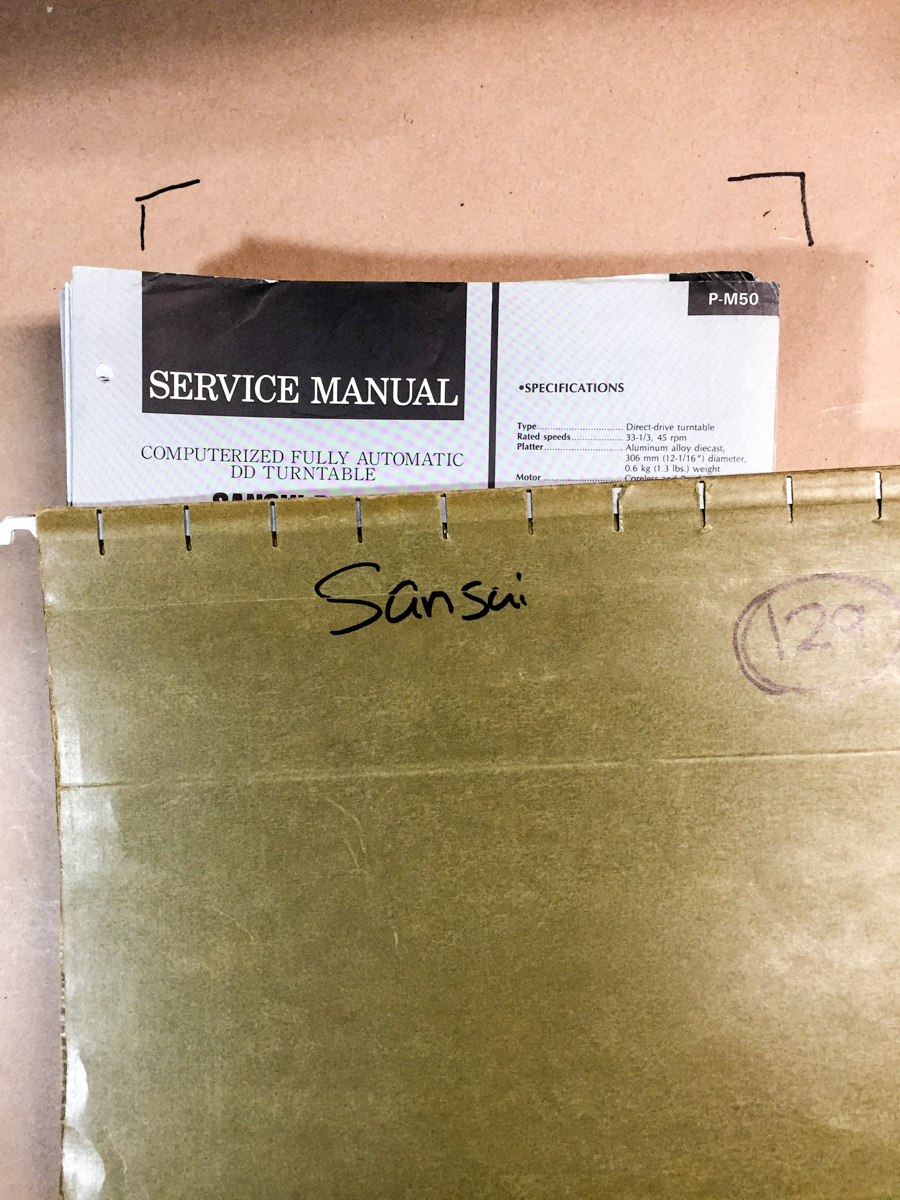 P-M50
SERVICE MANUAL
COMPUTERIZED FULLY AUTOMATIC
DD TURNTABLE
•SPECIFICATIONS
Type.............................. Direct-drive turntable
Rated speeds.................. 33-1/3, 45 rpm
Platter............................ Aluminum alloy diecast,
306 mm (12-1/16") diameter,
0.6 kg (1.3 lbs.) weight
Motor
Sansui
129